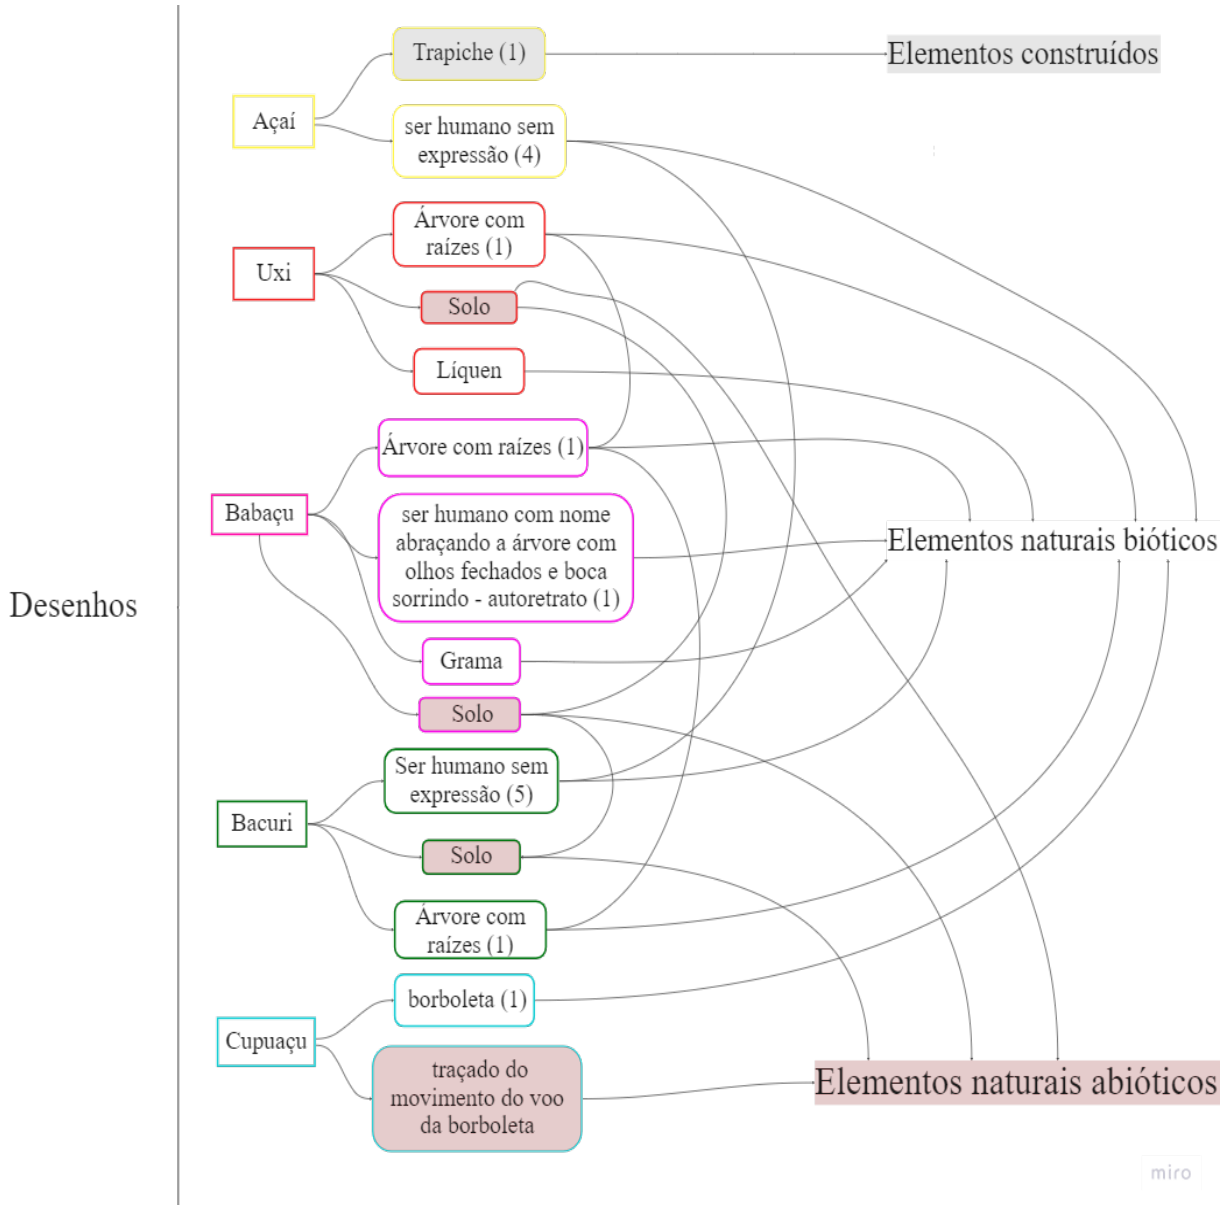 Desenhos
Açaí
Trapiche (1)
Elementos construídos
ser humano sem
expressão (4)
Uxi
Árvore com
raízes (1)
Solo
Líquen
Babaçu
Árvore com raízes (1)
ser humano com nome
abraçando a árvore com
olhos fechados e boca
sorrindo - autoretrato (1)
Elementos naturais bióticos
Grama
Solo
Bacuri
Ser humano sem
expressão (5)
Solo
Árvore com
raízes (1)
Cupuaçu
borboleta (1)
traçado do
movimento do voo
da borboleta
Elementos naturais abióticos
miro